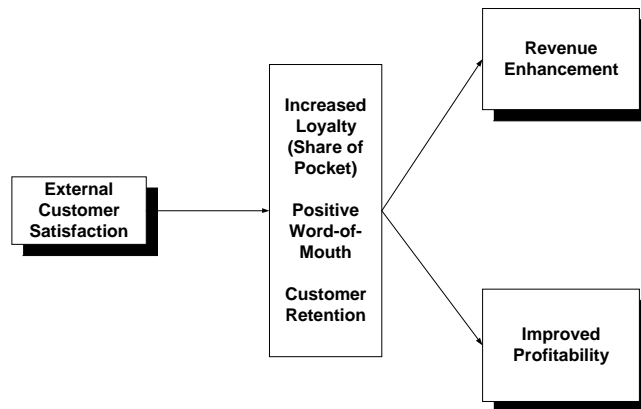 External
Customer
Satisfaction
Increased
Loyalty
(Share of
Pocket)
Positive
Word-of-
Mouth
Customer
Retention
Revenue
Enhancement
Improved
Profitability